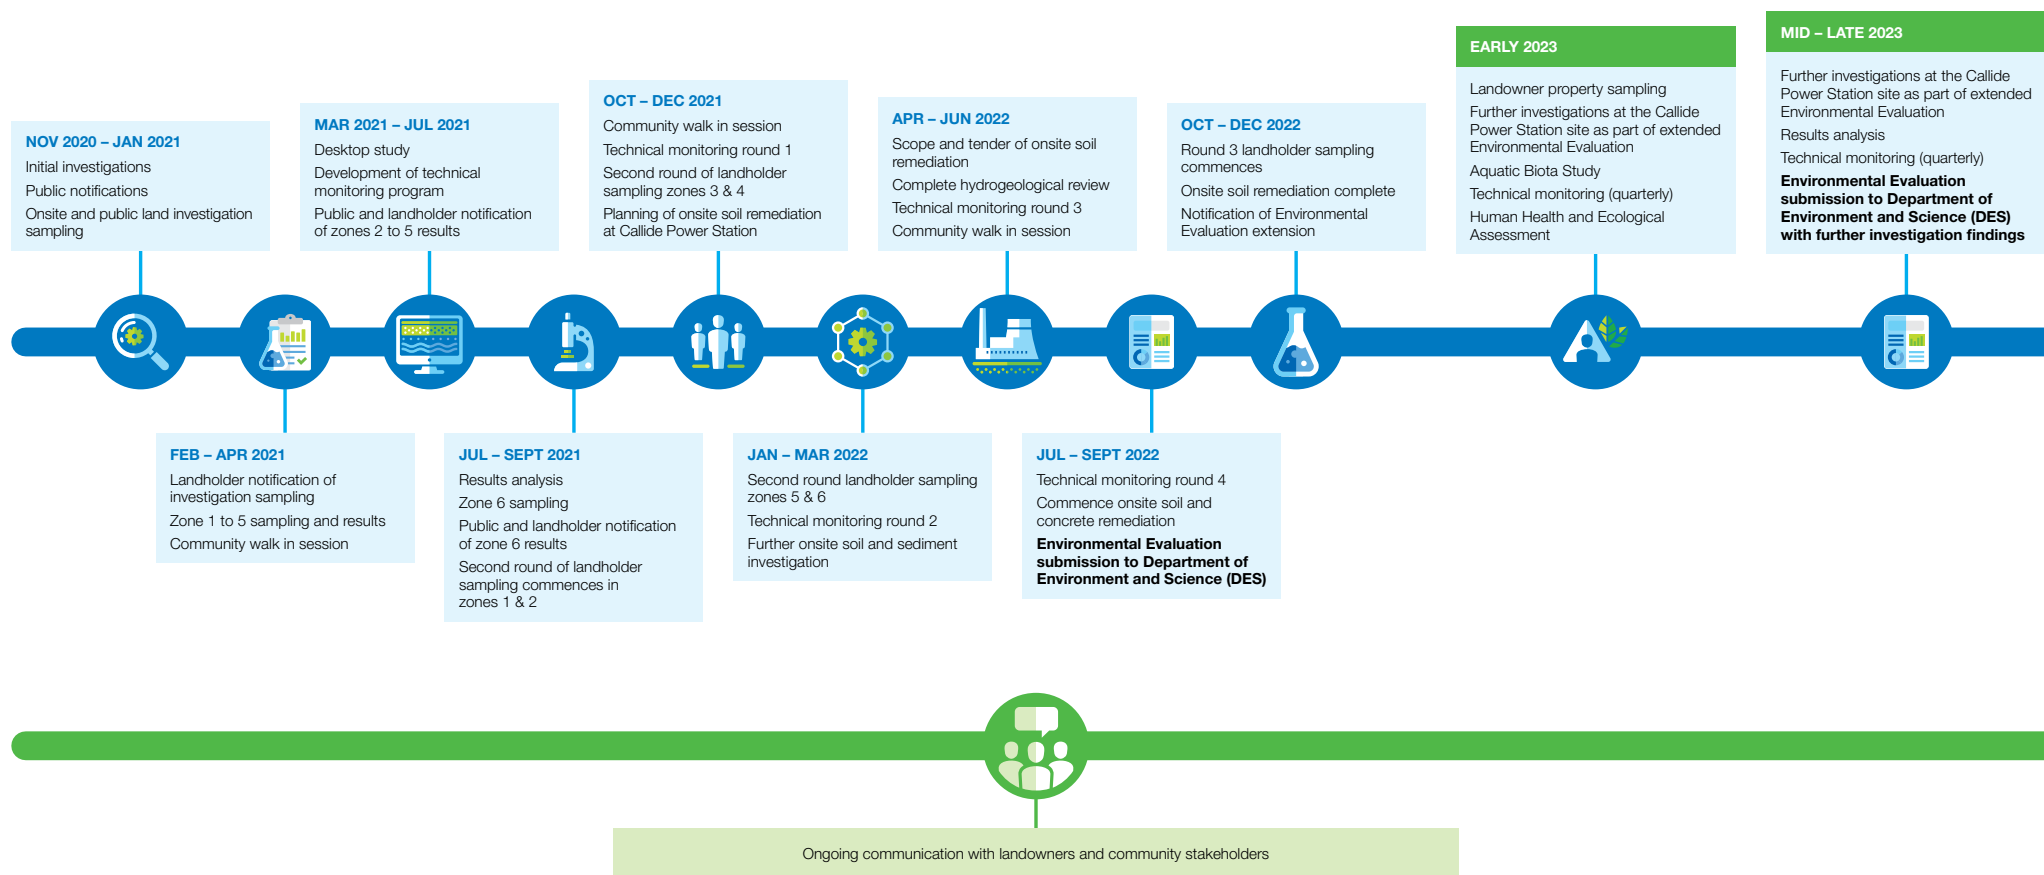 NOV 2020 – JAN 2021
Initial investigations
Public notifications
Onsite and public land investigation
sampling
FEB – APR 2021
Landholder notification of
investigation sampling
Zone 1 to 5 sampling and results
Community walk in session
MAR 2021 – JUL 2021
Desktop study
Development of technical
monitoring program
Public and landholder notification
of zones 2 to 5 results
JUL – SEPT 2021
Results analysis
Zone 6 sampling
Public and landholder notification
of zone 6 results
Second round of landholder
sampling commences in
zones 1 & 2
OCT – DEC 2021
Community walk in session
Technical monitoring round 1
Second round of landholder
sampling zones 3 & 4
Planning of onsite soil remediation
at Callide Power Station
JAN – MAR 2022
Second round landholder sampling
zones 5 & 6
Technical monitoring round 2
Further onsite soil and sediment
investigation
APR – JUN 2022
Scope and tender of onsite soil
remediation
Complete hydrogeological review
Technical monitoring round 3
Community walk in session
JUL – SEPT 2022
Technical monitoring round 4
Commence onsite soil and
concrete remediation
Environmental Evaluation
submission to Department of
Environment and Science (DES)
OCT – DEC 2022
Round 3 landholder sampling
commences
Onsite soil remediation complete
Notification of Environmental
Evaluation extension
EARLY 2023
Landowner property sampling
Further investigations at the Callide
Power Station site as part of extended
Environmental Evaluation
Aquatic Biota Study
Technical monitoring (quarterly)
Human Health and Ecological
Assessment
MID – LATE 2023
Further investigations at the Callide
Power Station site as part of extended
Environmental Evaluation
Results analysis
Technical monitoring (quarterly)
Environmental Evaluation
submission to Department of
Environment and Science (DES)
with further investigation findings
Ongoing communication with landowners and community stakeholders